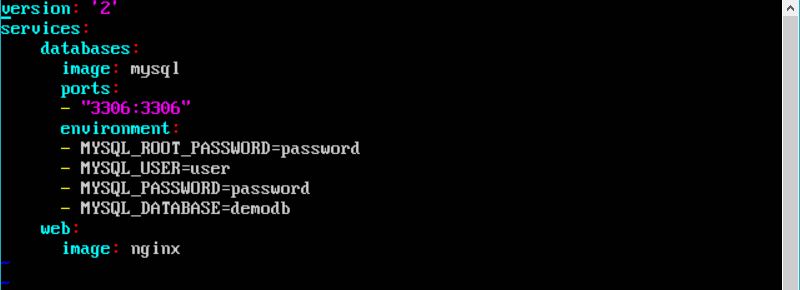 version: '2'
services:
    databases:
      image: mysql
      ports:
      - "3306:3306"
      environment:
      - MYSQL_ROOT_PASSWORD=password
      - MYSQL_USER=user
      - MYSQL_PASSWORD=password
      - MYSQL_DATABASE=demodb
    web:
      image: nginx
~
~